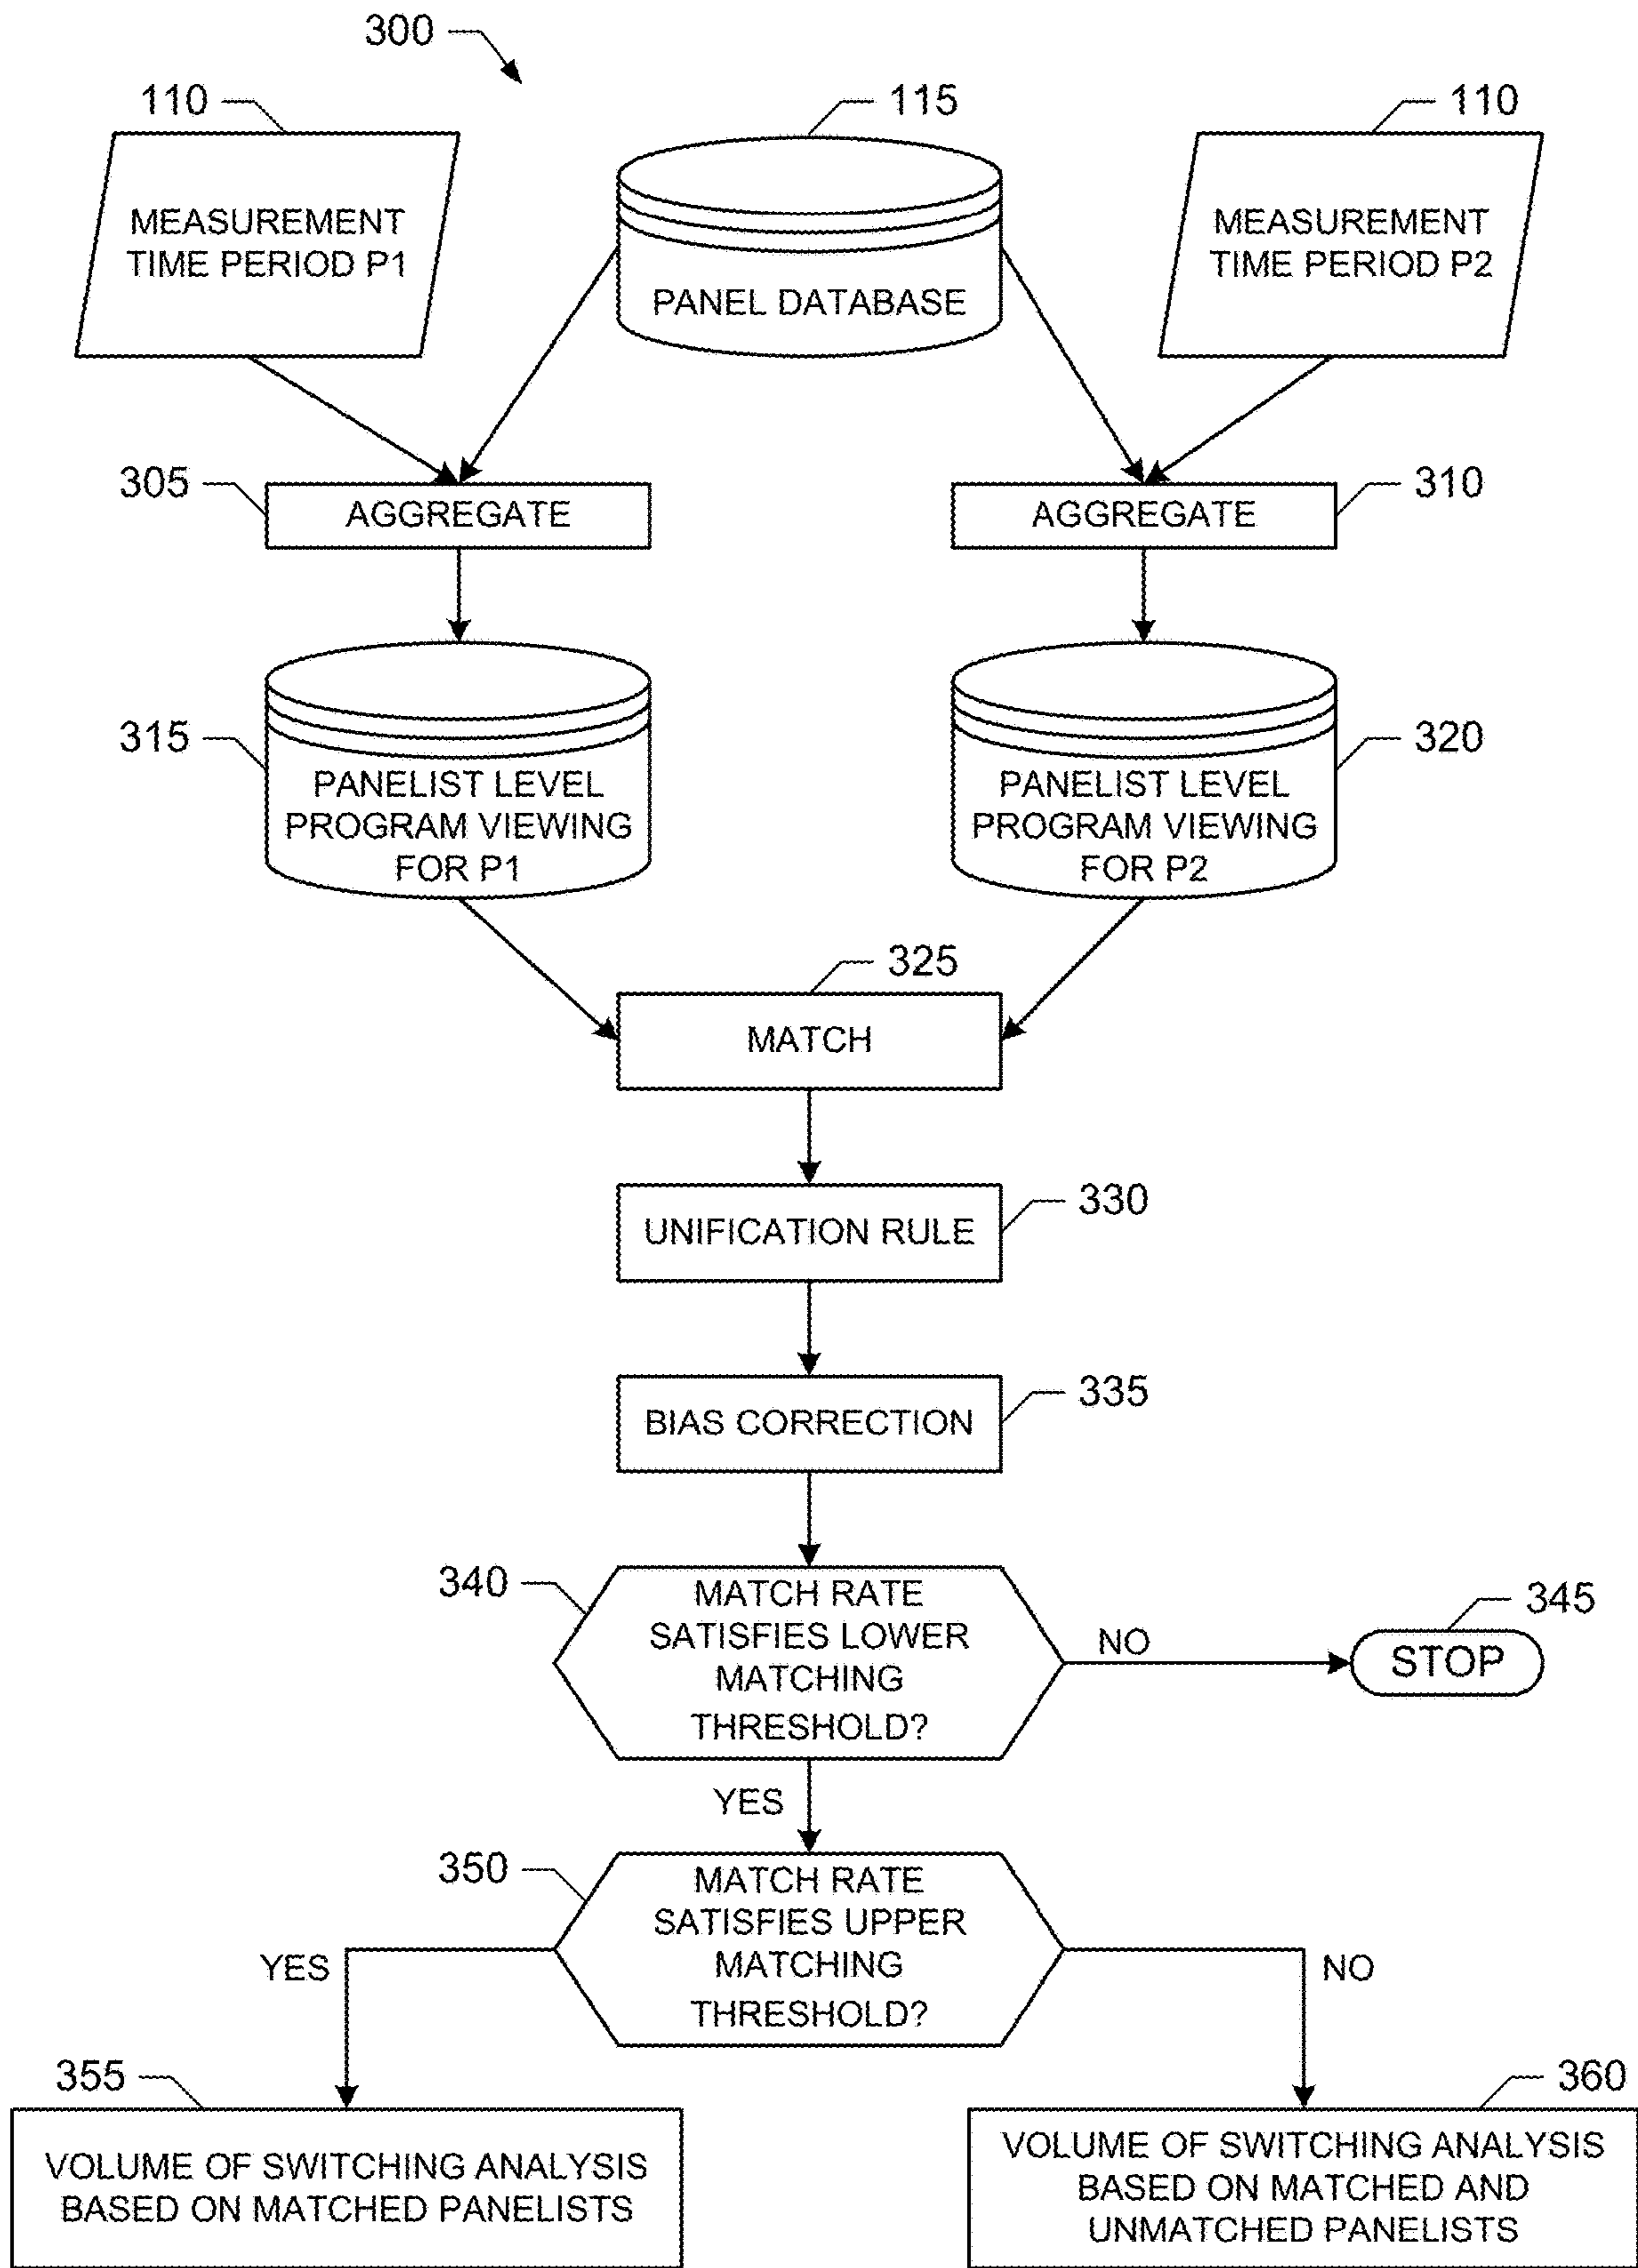 300
110
115
110
MEASUREMENT
TIME PERIOD P1
PANEL DATABASE
MEASUREMENT
TIME PERIOD P2
305
AGGREGATE
AGGREGATE
310
315
PANELIST LEVEL
PROGRAM VIEWING
FOR P1
PANELIST LEVEL
PROGRAM VIEWING
FOR P2
320
325
MATCH
330
UNIFICATION RULE
335
BIAS CORRECTION
340
MATCH RATE
SATISFIES LOWER
MATCHING
THRESHOLD?
NO
345
STOP
YES
350
MATCH RATE
SATISFIES UPPER
MATCHING
THRESHOLD?
YES
NO
355
VOLUME OF SWITCHING ANALYSIS
BASED ON MATCHED PANELISTS
360
VOLUME OF SWITCHING ANALYSIS
BASED ON MATCHED AND
UNMATCHED PANELISTS